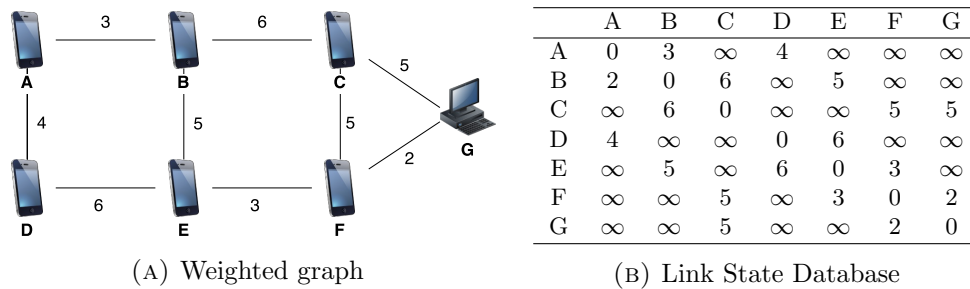 3 6
A B C
5
4 5 5 G
2
6 3
D E F
(A) Weighted graph
A B C D E F G
A 0 3 ∞ 4 ∞ ∞ ∞
B 2 0 6 ∞ 5 ∞ ∞
C ∞ 6 0 ∞ ∞ 5 5
D 4 ∞ ∞ 0 6 ∞ ∞
E ∞ 5 ∞ 6 0 3 ∞
F ∞ ∞ 5 ∞ 3 0 2
G ∞ ∞ 5 ∞ ∞ 2 0
(B) Link State Database